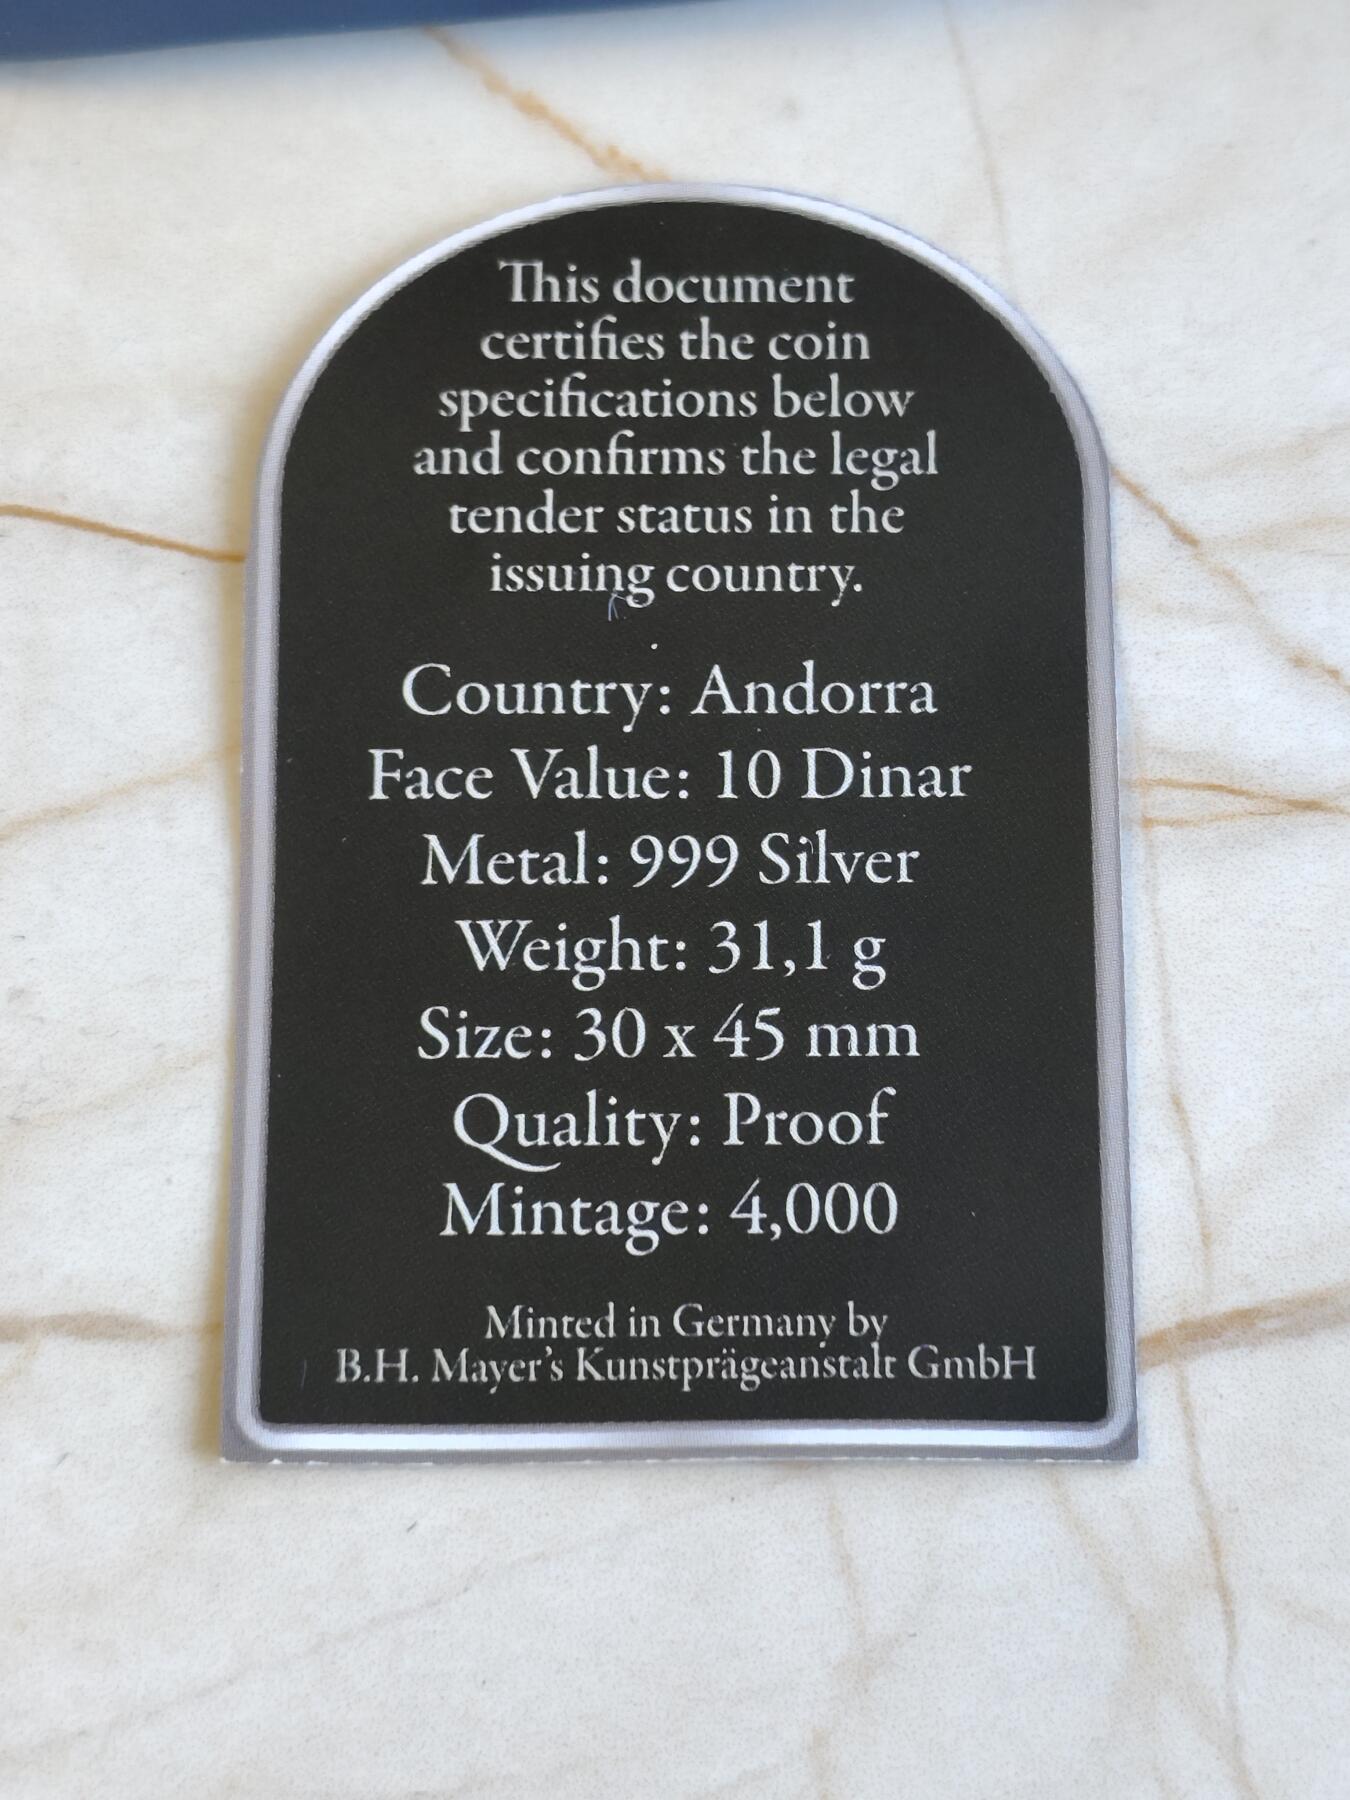 This document
certifies the coin
specifications below
and confirms the legal
tender status in the
issuing country.
Country: Andorra
Face Value: 10 Dinar
Metal: 999 Silver
Weight: 31,1 g
Size: 30 x 45 mm
Quality: Proof
Mintage: 4,000
Minted in Germany by
B.H. Mayer's Kunstprägeanstalt GmbH